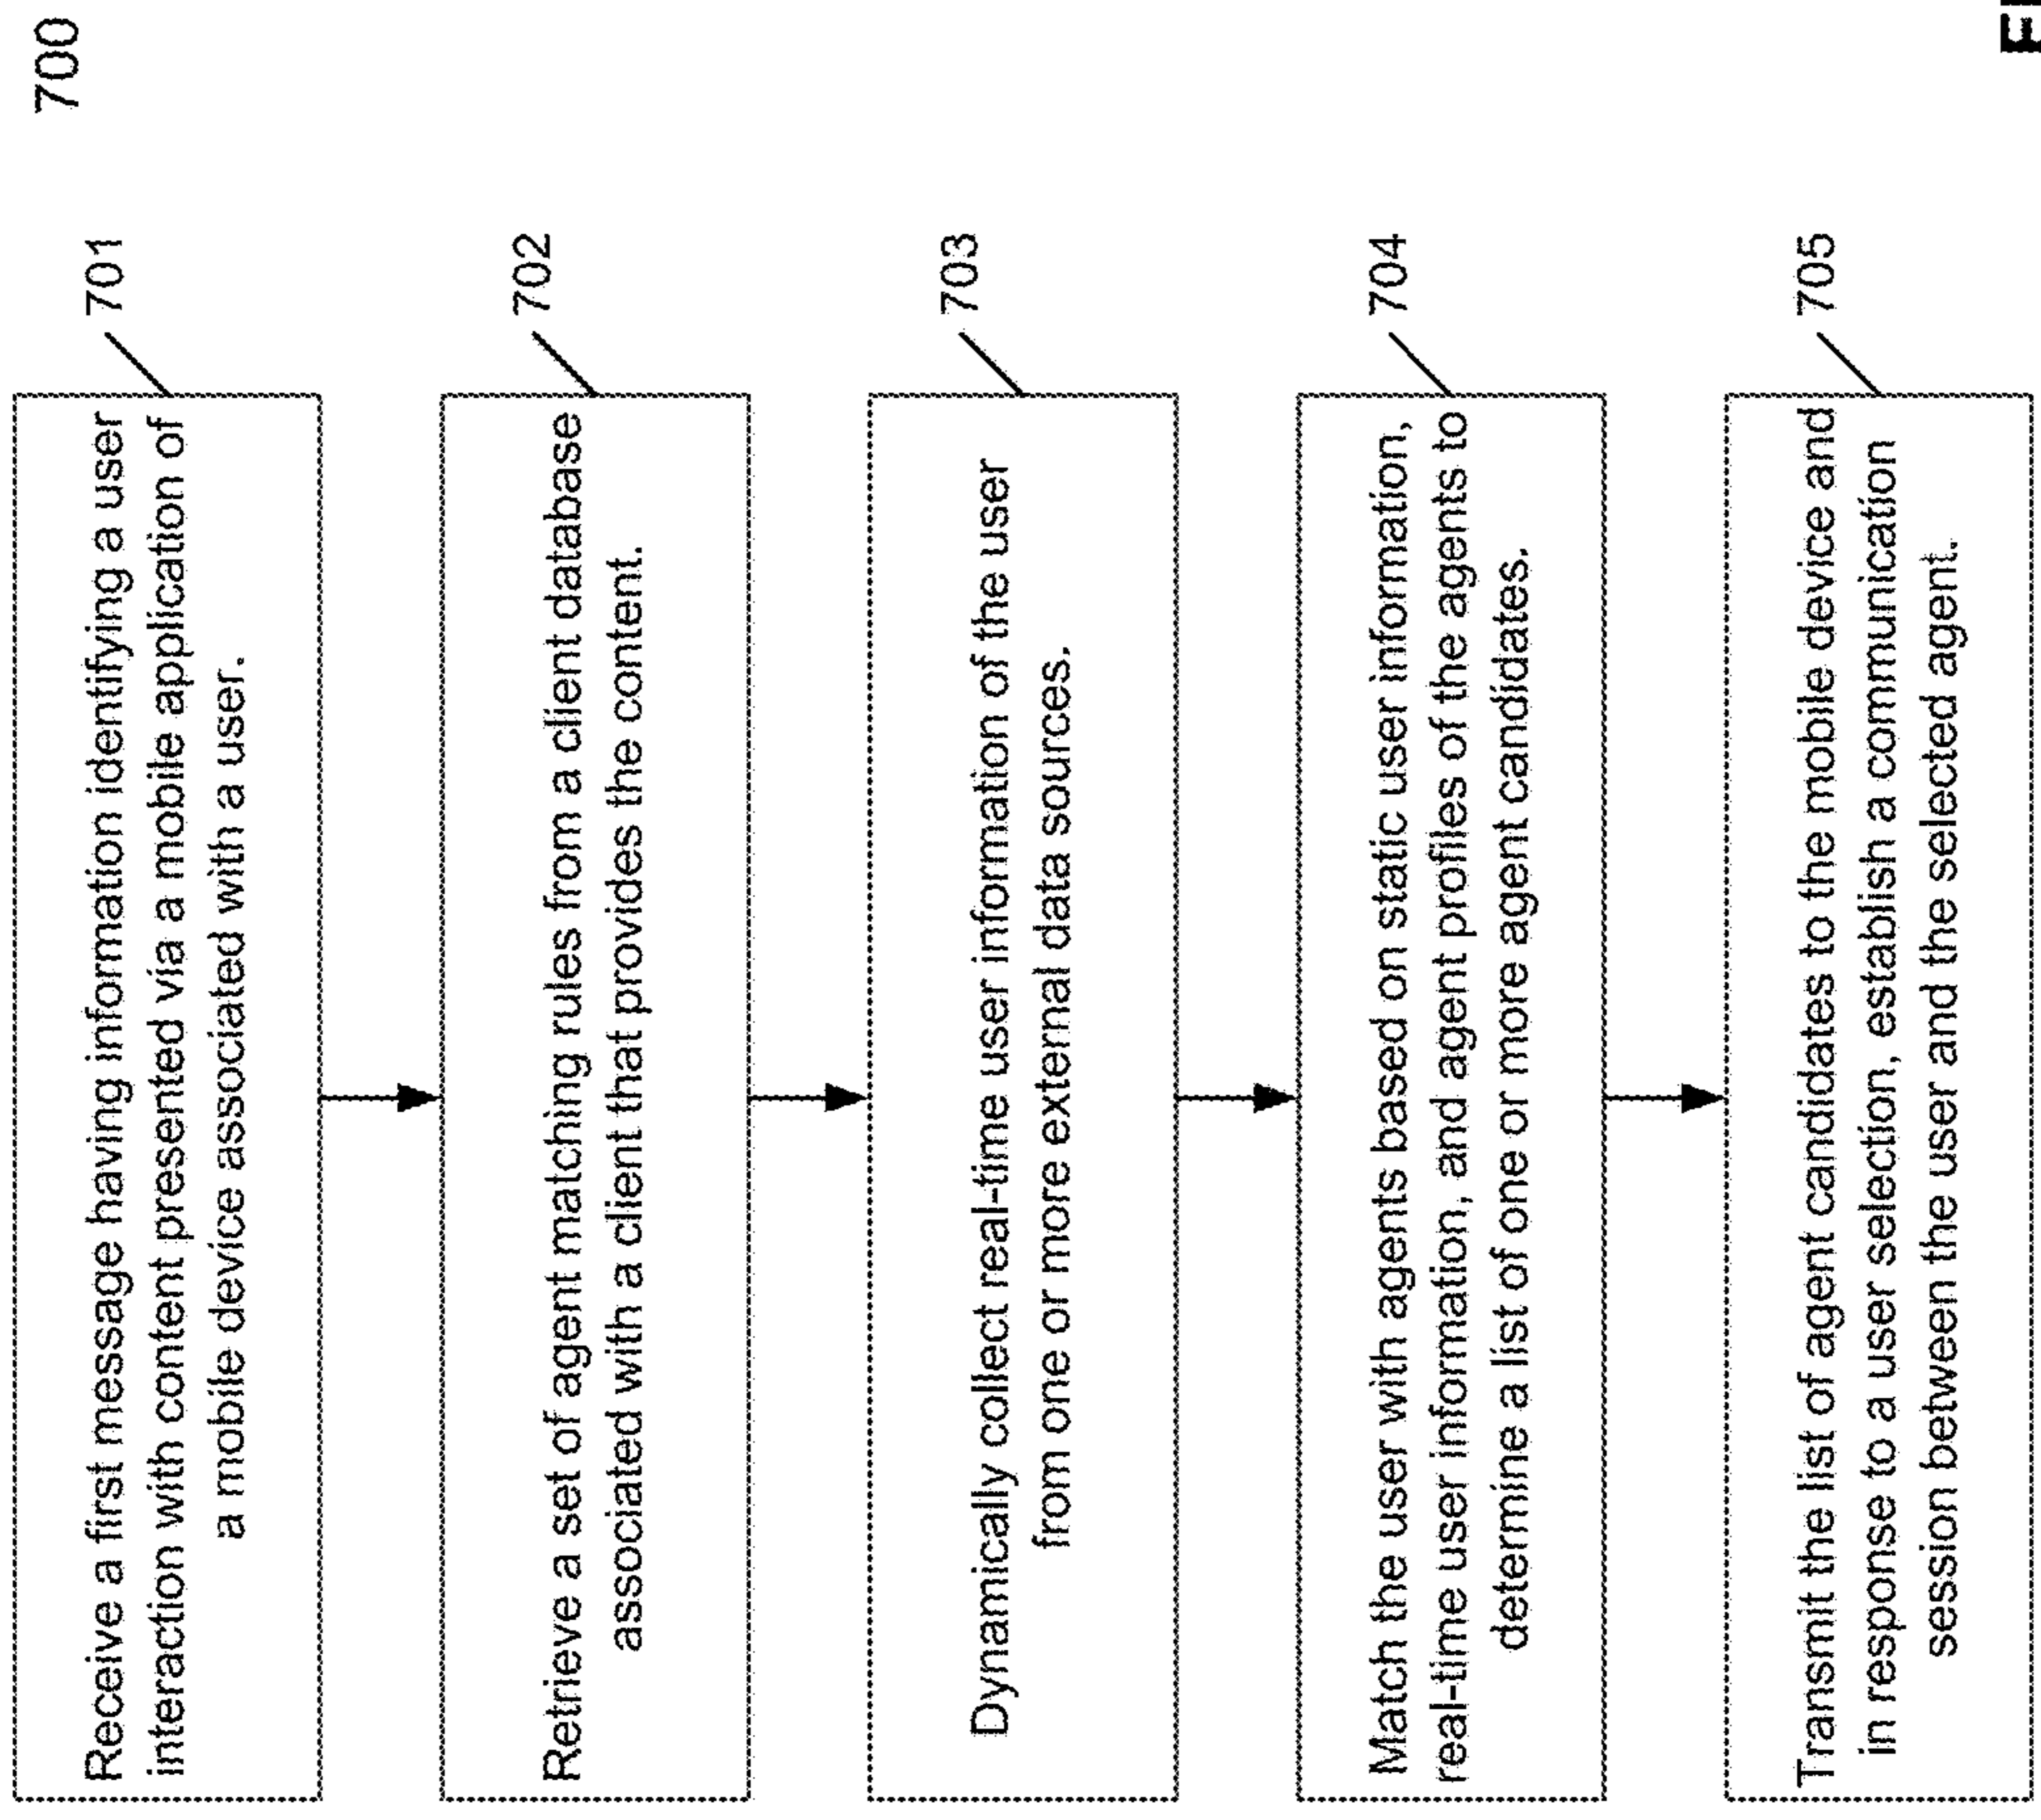 700
Receive a first message having information identifying a user
interaction with content presented via a mobile application of
a mobile device associated with a user.
701
Retrieve a set of agent matching rules from a client database
associated with a client that provides the content.
702
Dynamically collect real-time user information of the user
from one or more external data sources.
703
Match the user with agents based on static user information,
real-time user information, and agent profiles of the agents to
determine a list of one or more agent candidates.
704
Transmit the list of agent candidates to the mobile device and
in response to a user selection, establish a communication
session between the user and the selected agent.
705